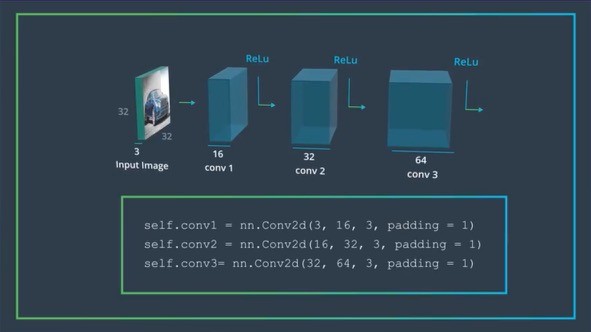 ReLu
ReLu
ReLu
32
32
3
Input Image
16
conv 1
32
conv 2
64
conv 3
self.conv1 = nn.Conv2d(3, 16, 3, padding = 1)
self.conv2 = nn.Conv2d(16, 32, 3, padding = 1)
self.conv3= nn.Conv2d(32, 64, 3, padding = 1)